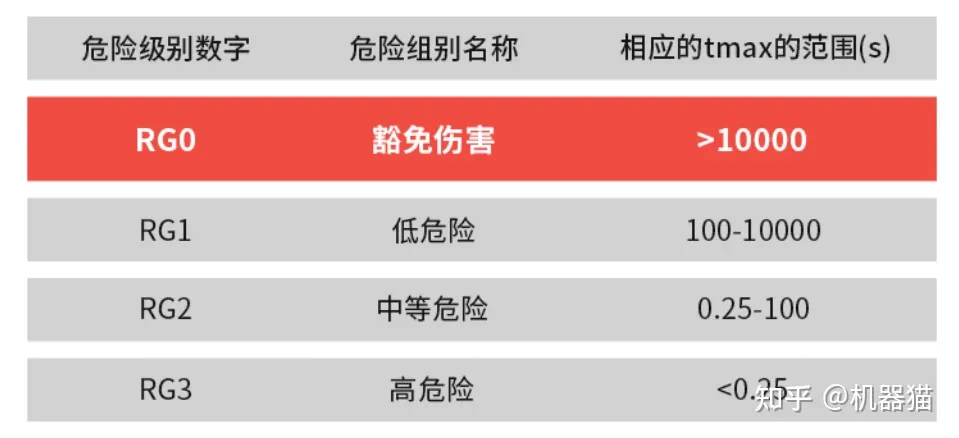 危险级别数字 危险组别名称 相应的tmax的范围(s)
RG0 豁免伤害 >10000
RG1 低危险 100-10000
RG2 中等危险 0.25-100
RG3 高危险 <0.25
知乎 @机器猫